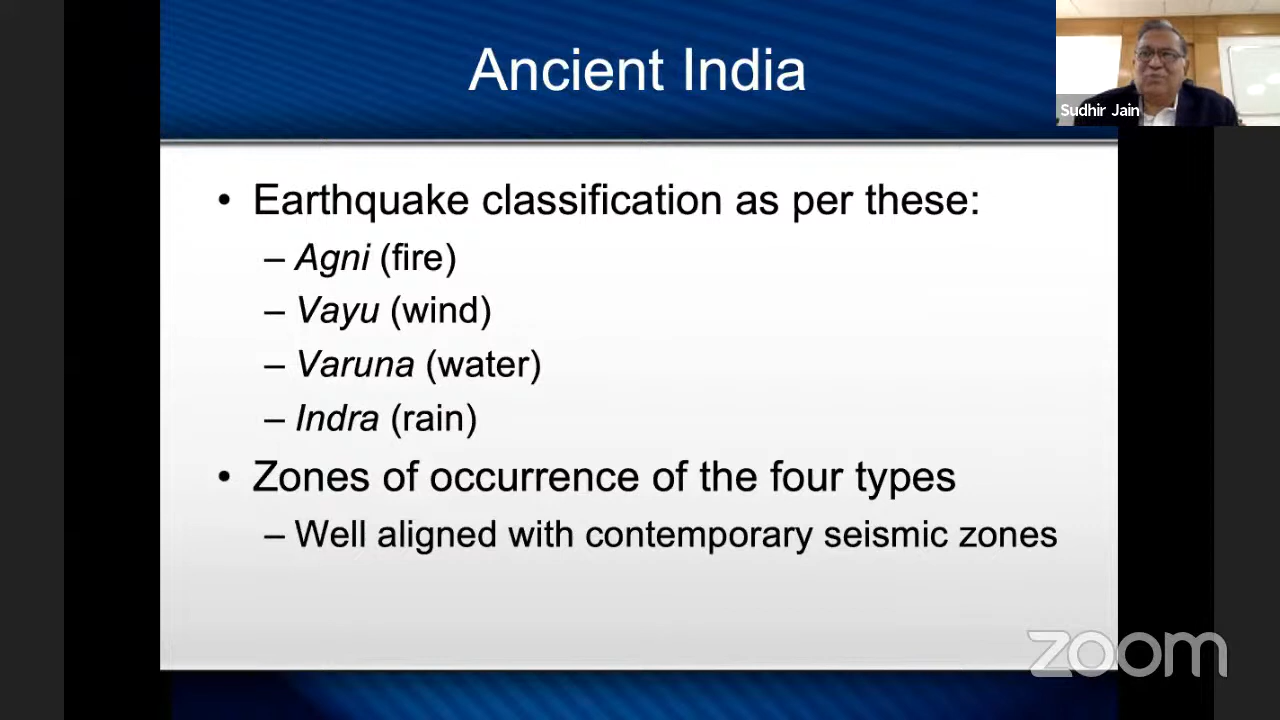 Ancient India
Sudhir Jain
• Earthquake classification as per these:
– Agni (fire)
– Vayu (wind)
– Varuna (water)
– Indra (rain)
• Zones of occurrence of the four types
– Well aligned with contemporary seismic zones
zoom